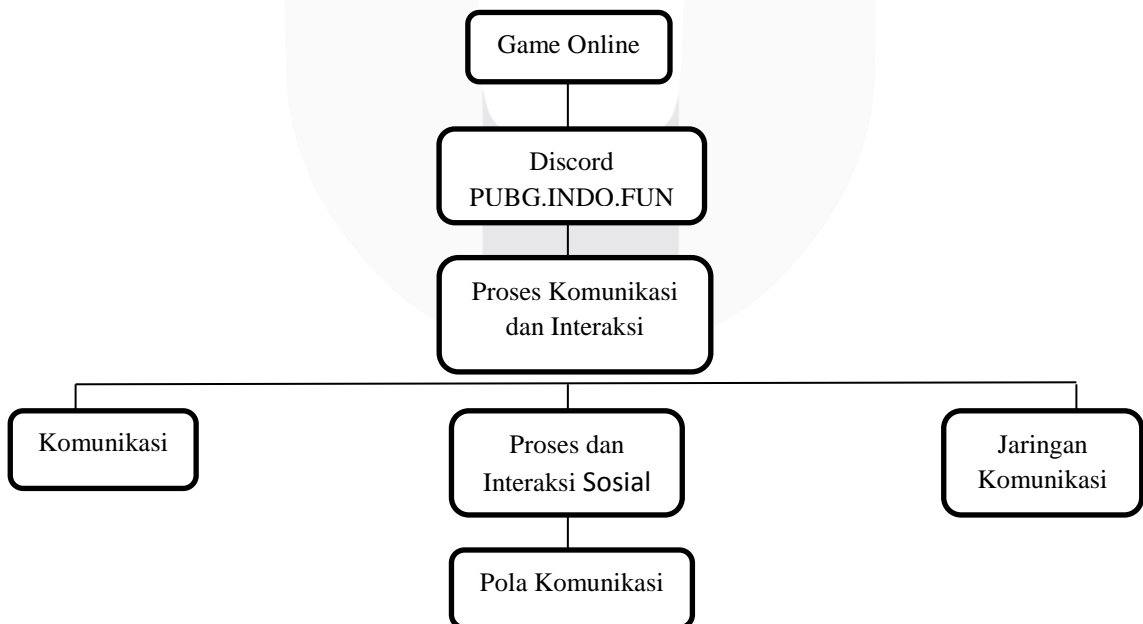 Game Online
Discord
PUBG.INDO.FUN
Proses Komunikasi
dan Interaksi
Komunikasi
Proses dan
Interaksi Sosial
Jaringan
Komunikasi
Pola Komunikasi